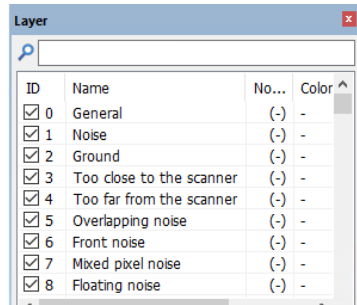 Layer
ID Name No... Color
0 General (-) -
1 Noise (-) -
2 Ground (-) -
3 Too close to the scanner (-) -
4 Too far from the scanner (-) -
5 Overlapping noise (-) -
6 Front noise (-) -
7 Mixed pixel noise (-) -
8 Floating noise (-) -